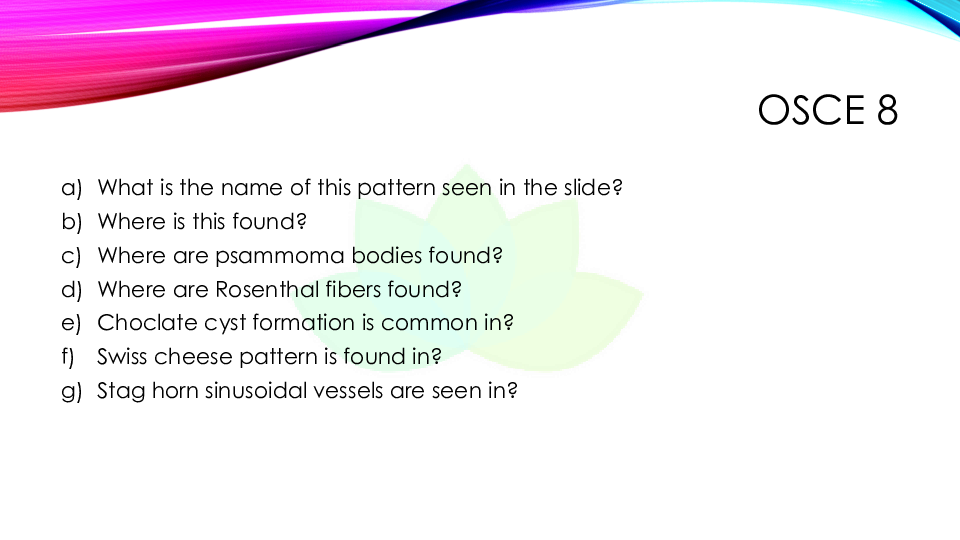 OSCE 8
a) What is the name of this pattern seen in the slide?
b) Where is this found?
c) Where are psammoma bodies found?
d) Where are Rosenthal fibers found?
e) Choclate cyst formation is common in?
f) Swiss cheese pattern is found in?
g) Stag horn sinusoidal vessels are seen in?